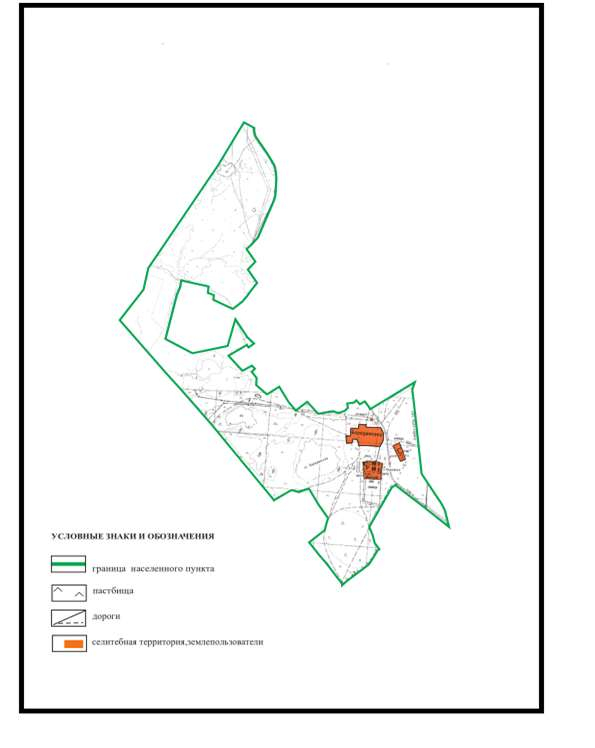 УСЛОВНЫЕ ЗНАКИ И ОБОЗНАЧЕНИЯ
граница населенного пункта
пастбища
дороги
селитебная территория,землепользователи